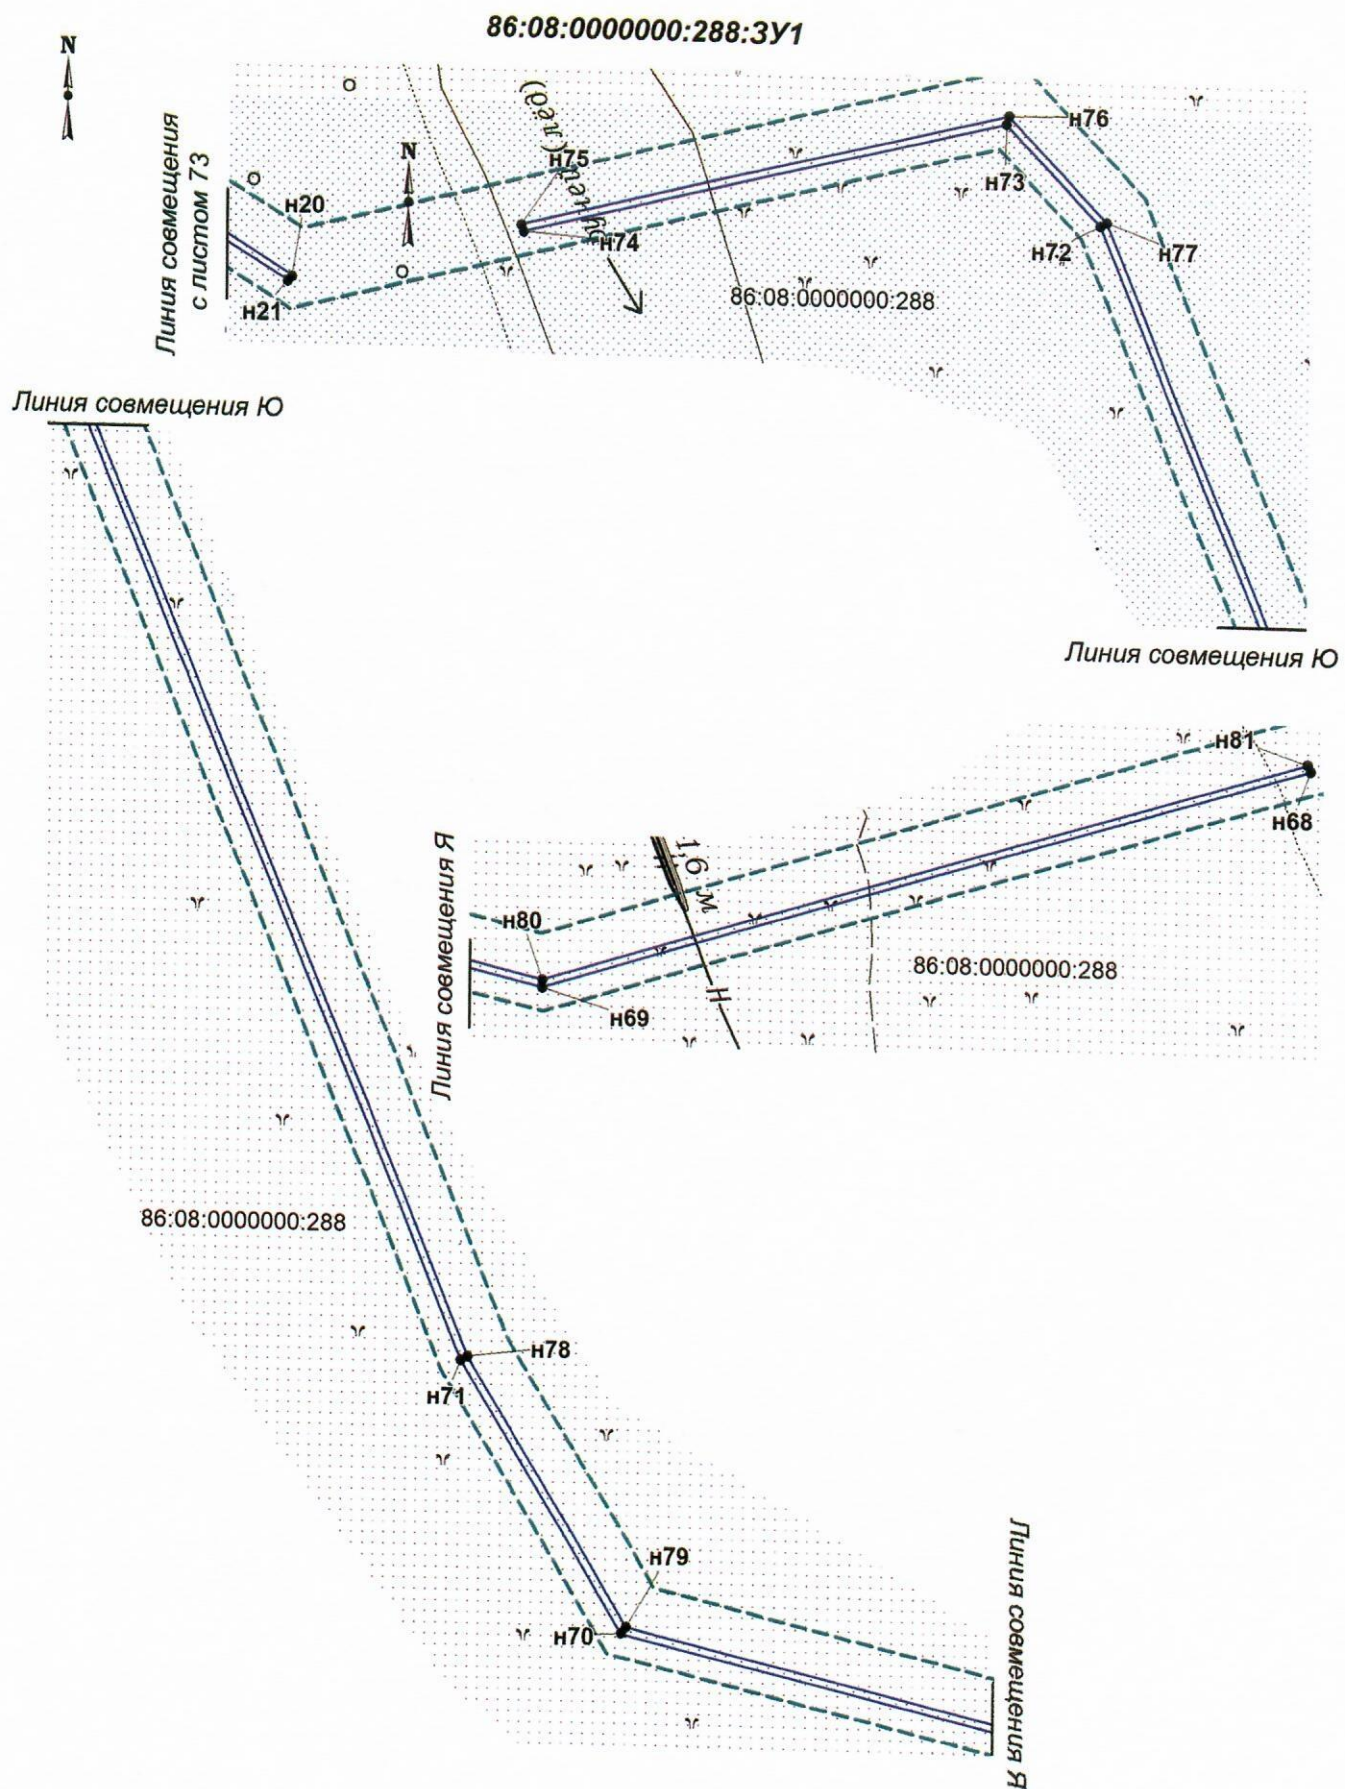 86:08:0000000:288:ЗУ1
N
Линия совмещения
с листом 73
N
н20
н21
н75
(лёд)
н74
н76
н73
н72
н77
86:08:0000000:288
Линия совмещения Ю
Линия совмещения Ю
н81
н68
Линия совмещения Я
1,6 м
н80
Н
н69
86:08:0000000:288
86:08:0000000:288
н78
н71
н79
н70
Линия совмещения Я